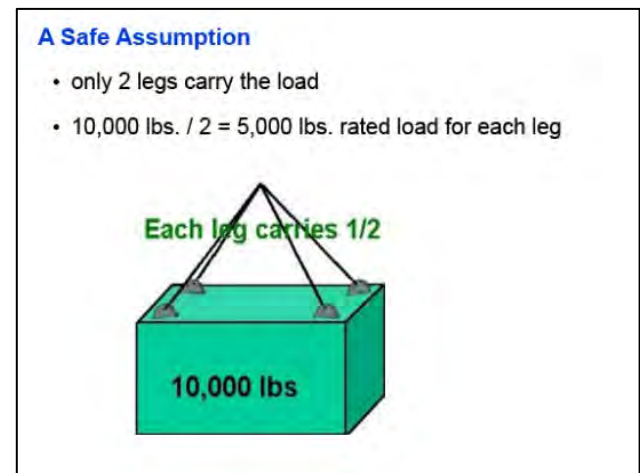 A Safe Assumption
• only 2 legs carry the load
• 10,000 lbs. / 2 = 5,000 lbs. rated load for each leg
Each leg carries 1/2
10,000 lbs